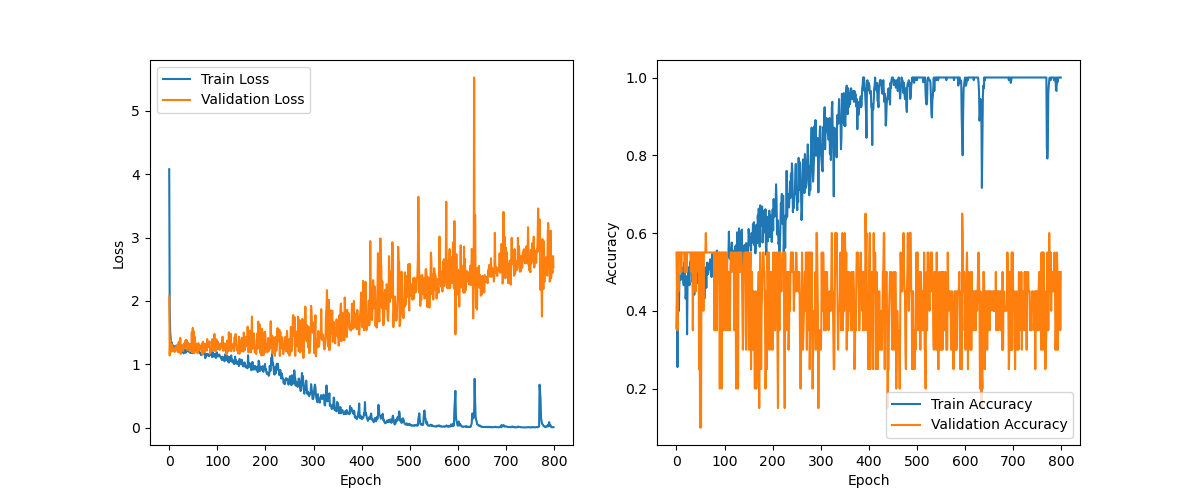 Train Loss
Validation Loss
5
4
3
2
1
0
Loss
0 100 200 300 400 500 600 700 800
Epoch
1.0
0.8
0.6
0.4
0.2
Accuracy
Train Accuracy
Validation Accuracy
0 100 200 300 400 500 600 700 800
Epoch